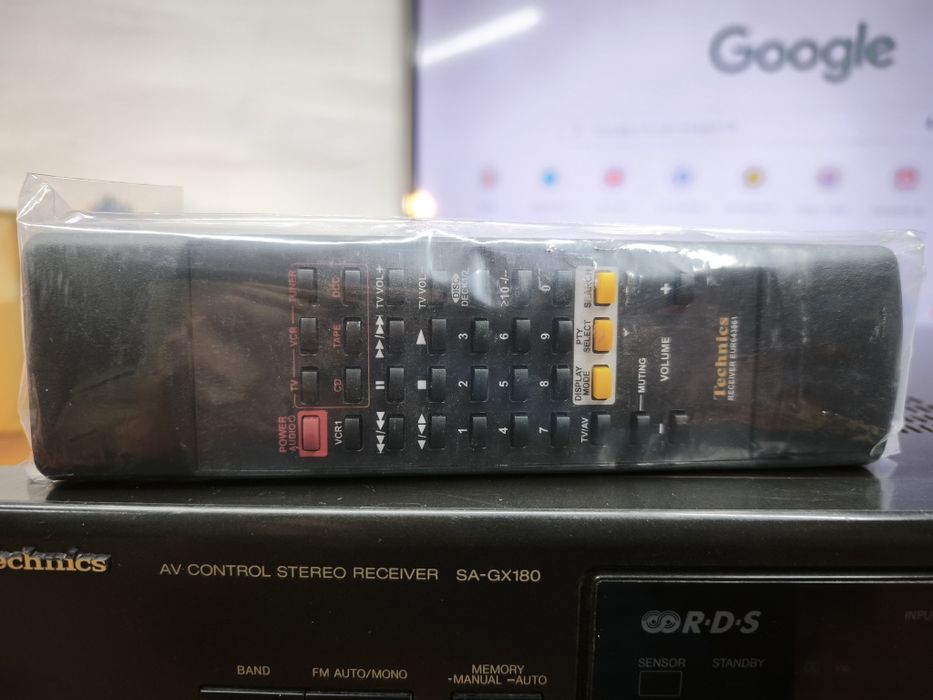 Google
TUNER
DCC
TV VOL+
TV VOL-
DISC
DECK1/2
≥10 -/--
0
+
VCR
TAPE
3
6
9
PTY
SELECT
TV
CD
2
5
8
DISPLAY
MODE
MUTING
VOLUME
Technics
RECEIVER EUR643861
POWER
AUDIO
VCR1
1
4
7
TV/AV
-
AV CONTROL STEREO RECEIVER SA-GX180
R·D·S
SENSOR STANDBY
BAND
FM AUTO/MONO
MEMORY
-MANUAL -AUTO